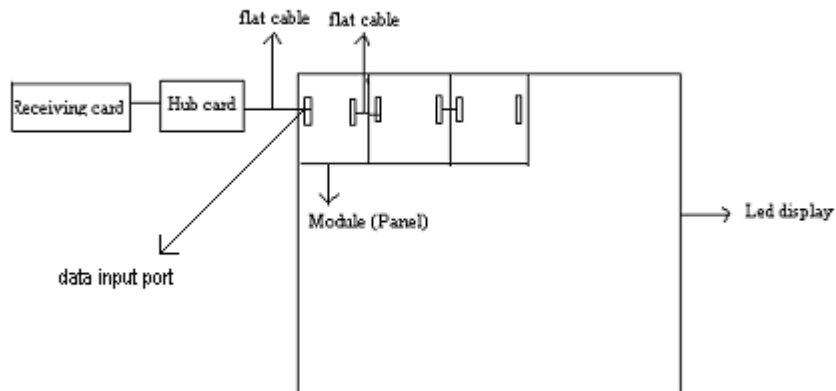 flat cable
flat cable
Receiving card
Hub card
Module (Panel)
Led display
data input port